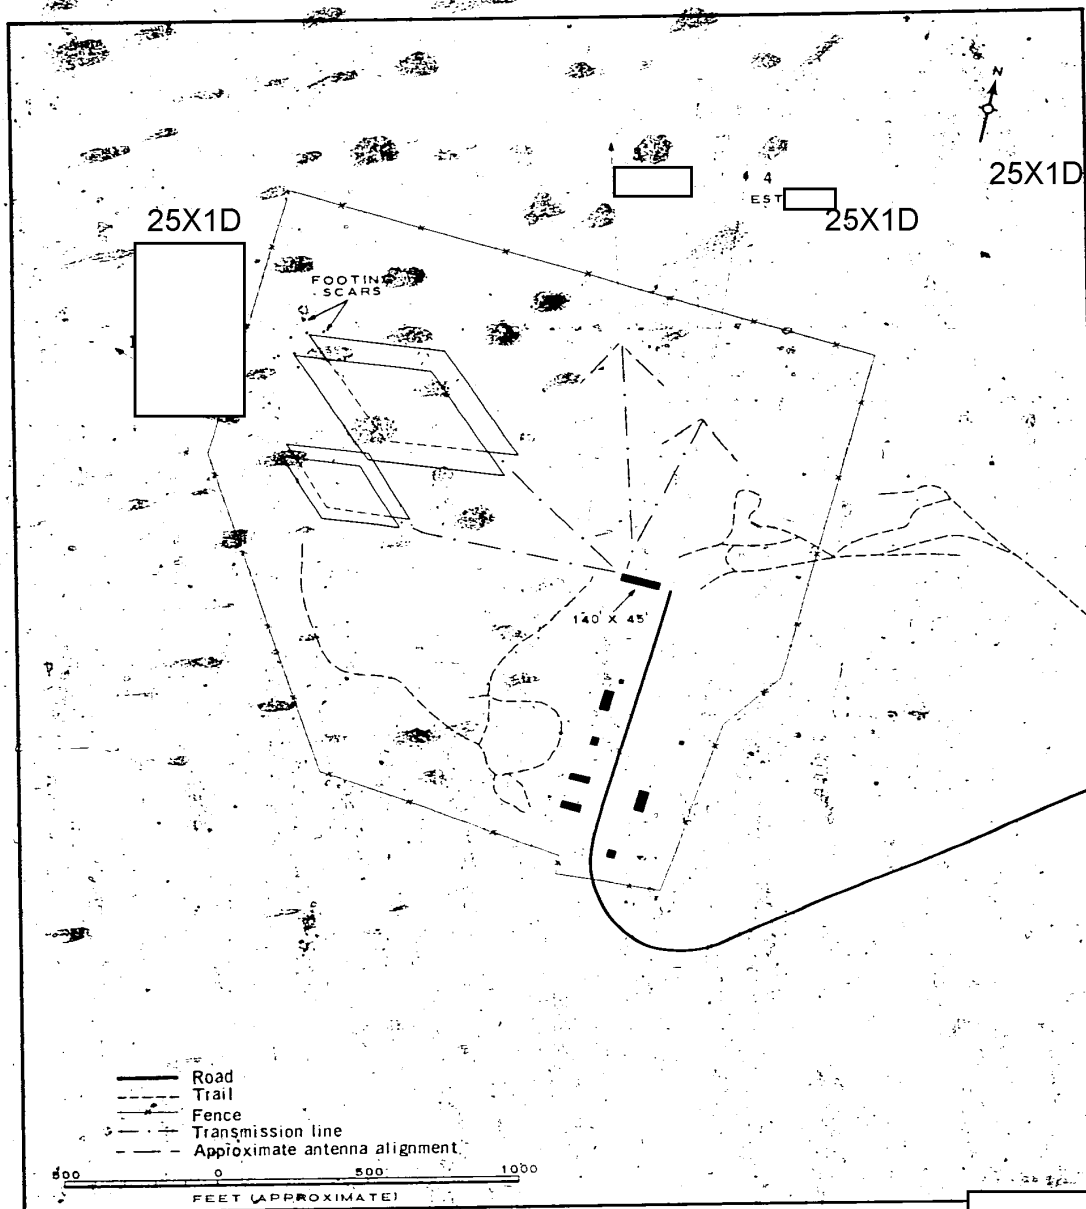 N
25X1D
4
EST
25X1D
25X1D
FOOTING
SCARS
140 X 45'
Road
Trail
Fence
Transmission line
Approximate antenna alignment
500 0 500 1000
FEET (APPROXIMATE)